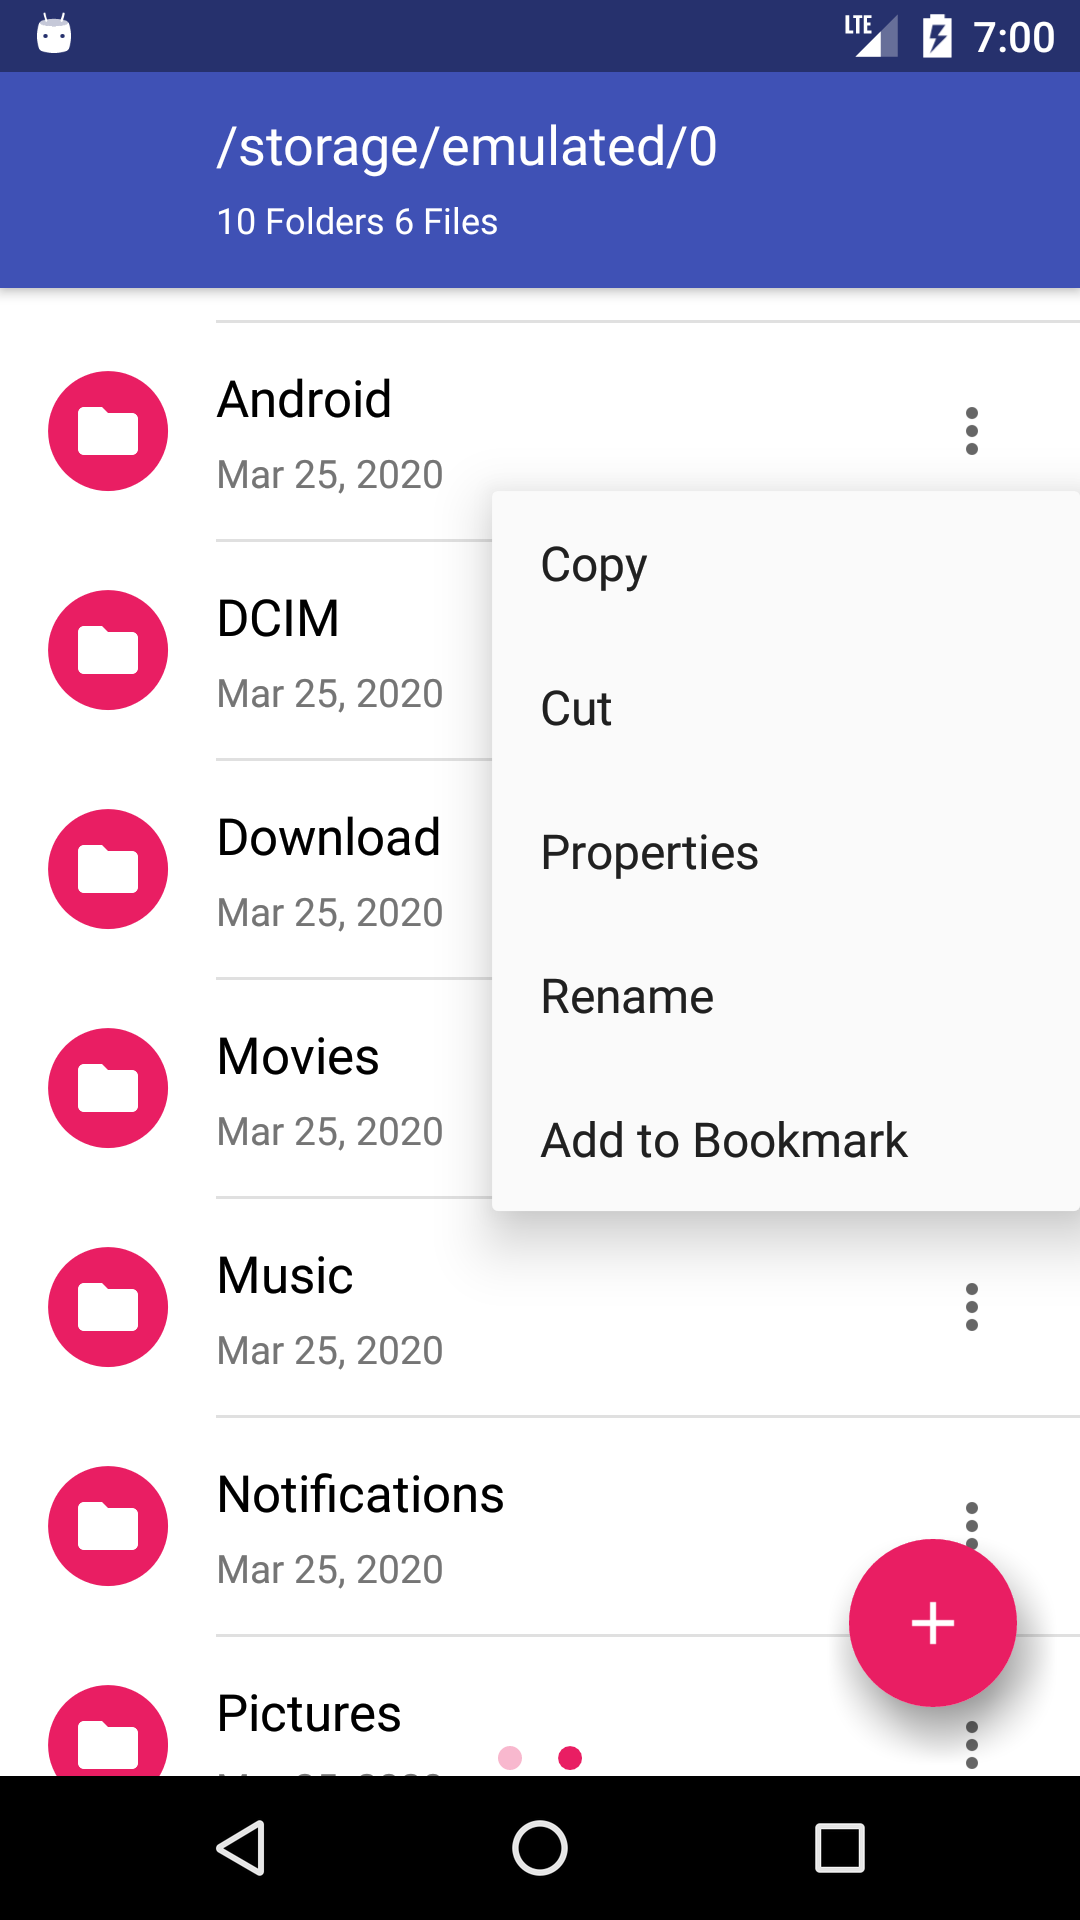 LTE 7:00
/storage/emulated/0
10 Folders 6 Files
Android
Mar 25, 2020
Copy
DCIM
Mar 25, 2020
Cut
Download
Properties
Mar 25, 2020
Rename
Movies
Mar 25, 2020
Add to Bookmark
Music
Mar 25, 2020
Notifications
Mar 25, 2020
Pictures